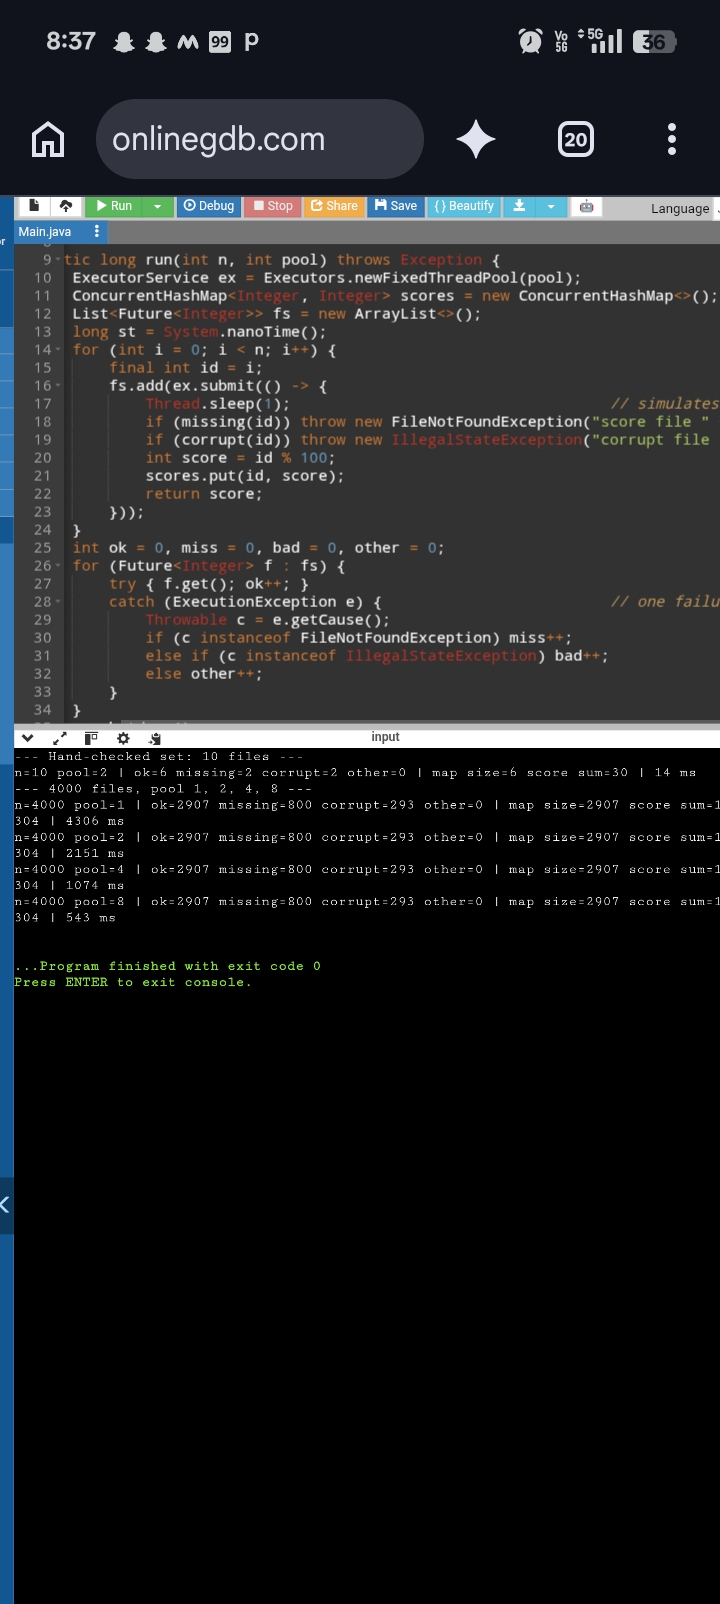 8:37
99
p
Vo
5G
5G
36
onlinegdb.com
20
Run
Debug
Stop
Share
Save
{} Beautify
Language
Main.java
9 tic long run(int n, int pool) throws Exception {
10 ExecutorService ex = Executors.newFixedThreadPool(pool);
11 ConcurrentHashMap<Integer, Integer> scores = new ConcurrentHashMap<>();
12 List<Future<Integer>> fs = new ArrayList<>();
13 long st = System.nanoTime();
14 for (int i = 0; i < n; i++) {
15 final int id = i;
16 fs.add(ex.submit(() -> {
17 Thread.sleep(1); // simulates
18 if (missing(id)) throw new FileNotFoundException("score file "
19 if (corrupt(id)) throw new IllegalStateException("corrupt file
20 int score = id % 100;
21 scores.put(id, score);
22 return score;
23 }));
24 }
25 int ok = 0, miss = 0, bad = 0, other = 0;
26 for (Future<Integer> f : fs) {
27 try { f.get(); ok++; }
28 catch (ExecutionException e) { // one failu
29 Throwable c = e.getCause();
30 if (c instanceof FileNotFoundException) miss++;
31 else if (c instanceof IllegalStateException) bad++;
32 else other++;
33 }
34 }
input
--- Hand-checked set: 10 files ---
n=10 pool=2 | ok=6 missing=2 corrupt=2 other=0 | map size=6 score sum=30 | 14 ms
--- 4000 files, pool 1, 2, 4, 8 ---
n=4000 pool=1 | ok=2907 missing=800 corrupt=293 other=0 | map size=2907 score sum=1
304 | 4306 ms
n=4000 pool=2 | ok=2907 missing=800 corrupt=293 other=0 | map size=2907 score sum=1
304 | 2151 ms
n=4000 pool=4 | ok=2907 missing=800 corrupt=293 other=0 | map size=2907 score sum=1
304 | 1074 ms
n=4000 pool=8 | ok=2907 missing=800 corrupt=293 other=0 | map size=2907 score sum=1
304 | 543 ms
...Program finished with exit code 0
Press ENTER to exit console.